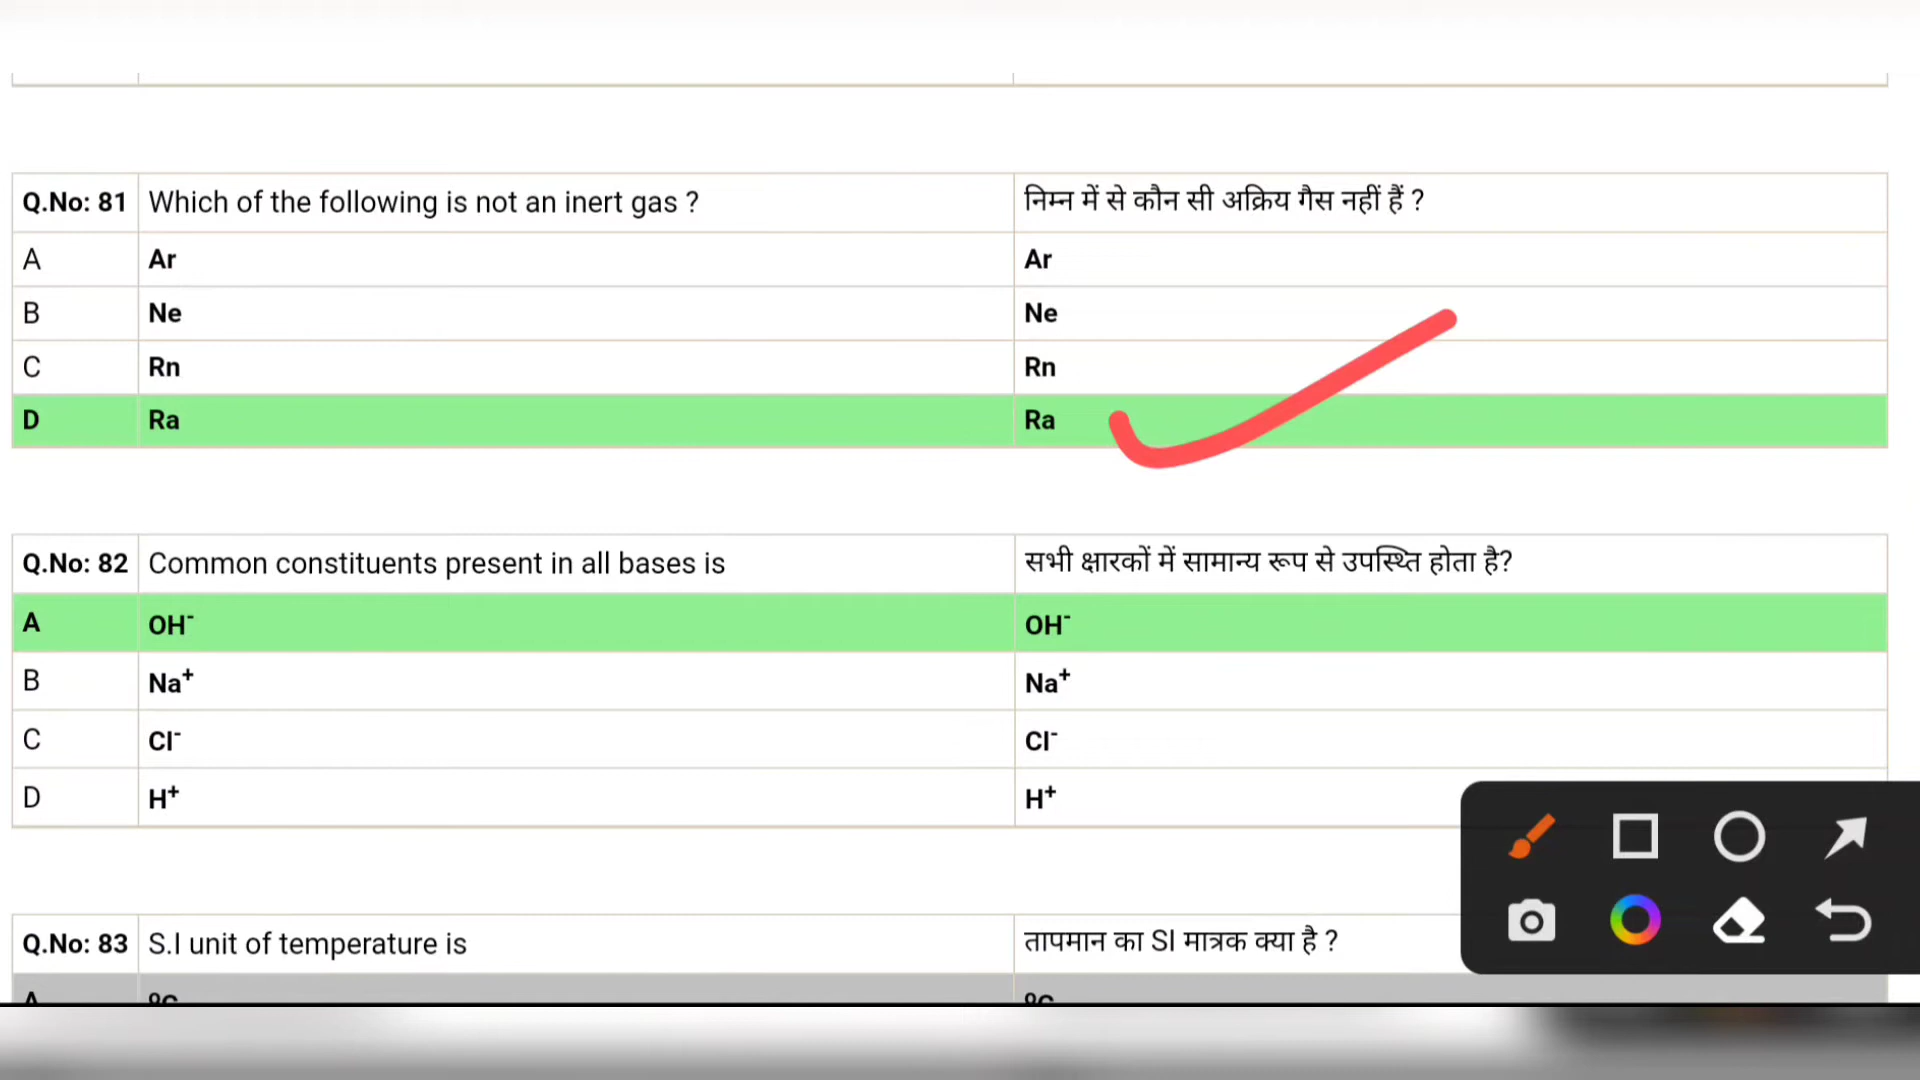 Q.No: 81 Which of the following is not an inert gas ? निम्न में से कौन सी अक्रिय गैस नहीं हैं ?
A Ar Ar
B Ne Ne
C Rn Rn
D Ra Ra
Q.No: 82 Common constituents present in all bases is सभी क्षारकों में सामान्य रूप से उपस्थ्ति होता है?
A OH⁻ OH⁻
B Na⁺ Na⁺
C Cl⁻ Cl⁻
D H⁺ H⁺
Q.No: 83 S.I unit of temperature is तापमान का SI मात्रक क्या है ?
A ºC ºC